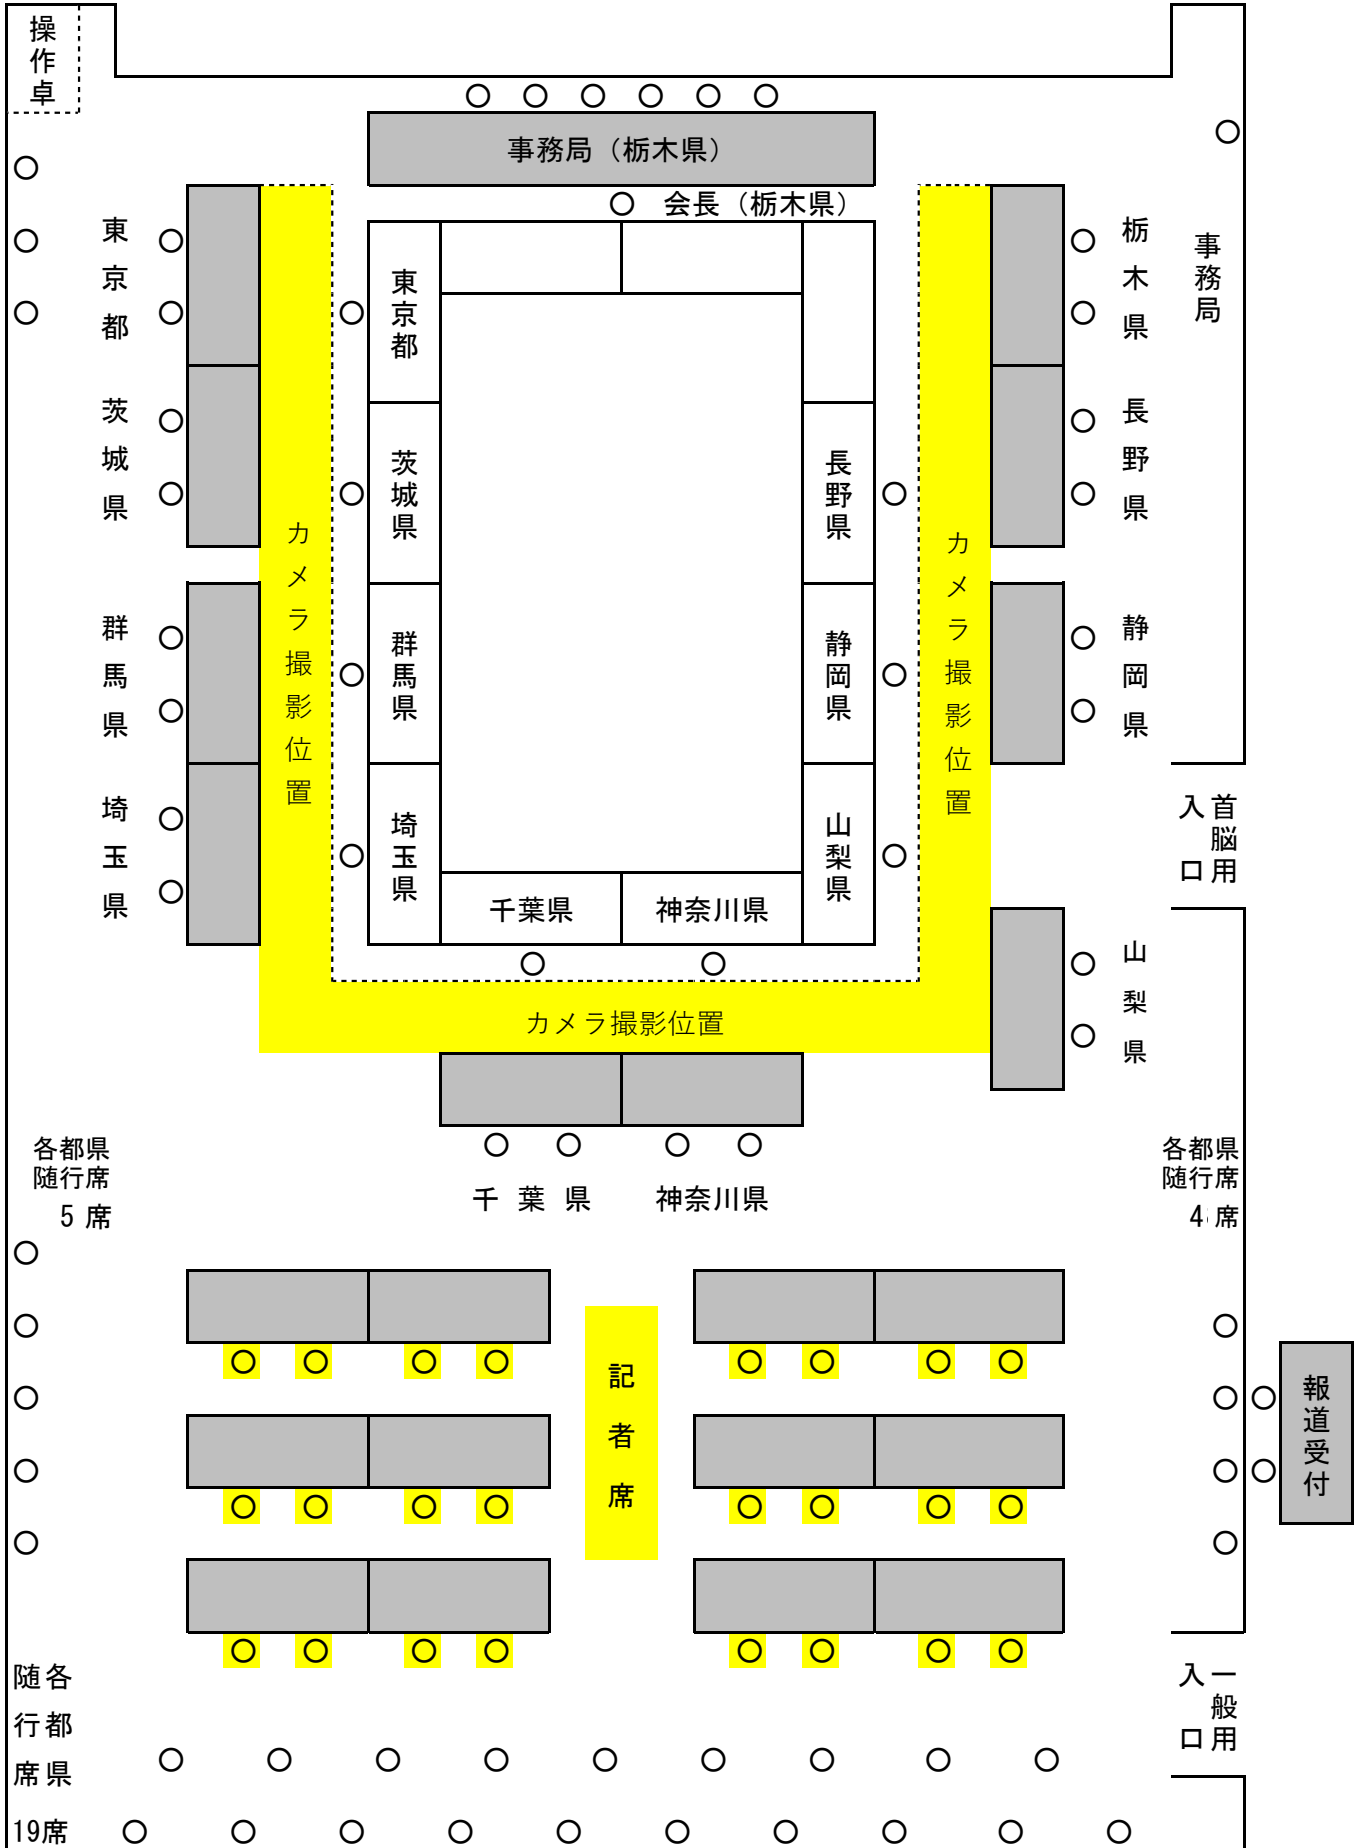 操作卓
事務局（栃木県）
会長（栃木県）
東京都
東京都
栃木県
事務局
茨城県
茨城県
長野県
長野県
カメラ撮影位置
カメラ撮影位置
群馬県
群馬県
静岡県
静岡県
埼玉県
埼玉県
山梨県
首脳用
入口
千葉県
神奈川県
山梨県
カメラ撮影位置
各都県
随行席
5 席
各都県
随行席
4 席
千葉県
神奈川県
記者席
報道受付
各都県
随行席
19席
一般用
入口